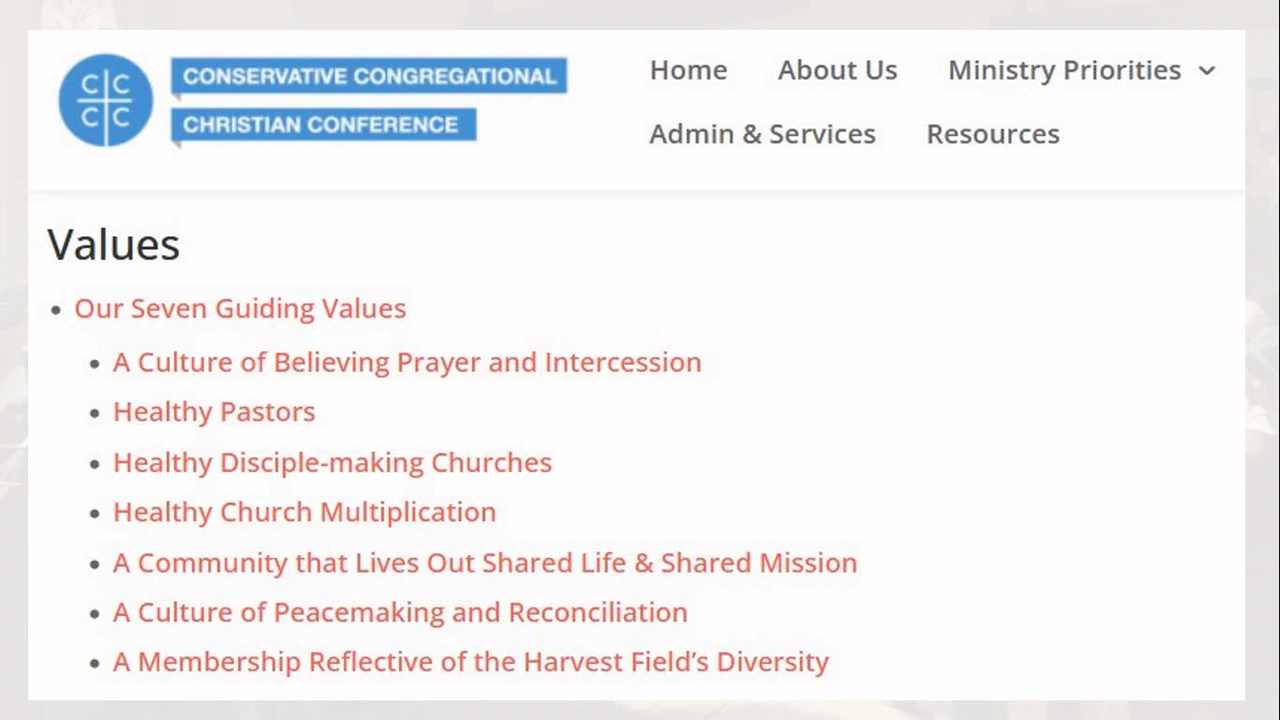 C C
C C
CONSERVATIVE CONGREGATIONAL
CHRISTIAN CONFERENCE
Home About Us Ministry Priorities
Admin & Services Resources
Values
• Our Seven Guiding Values
• A Culture of Believing Prayer and Intercession
• Healthy Pastors
• Healthy Disciple-making Churches
• Healthy Church Multiplication
• A Community that Lives Out Shared Life & Shared Mission
• A Culture of Peacemaking and Reconciliation
• A Membership Reflective of the Harvest Field’s Diversity